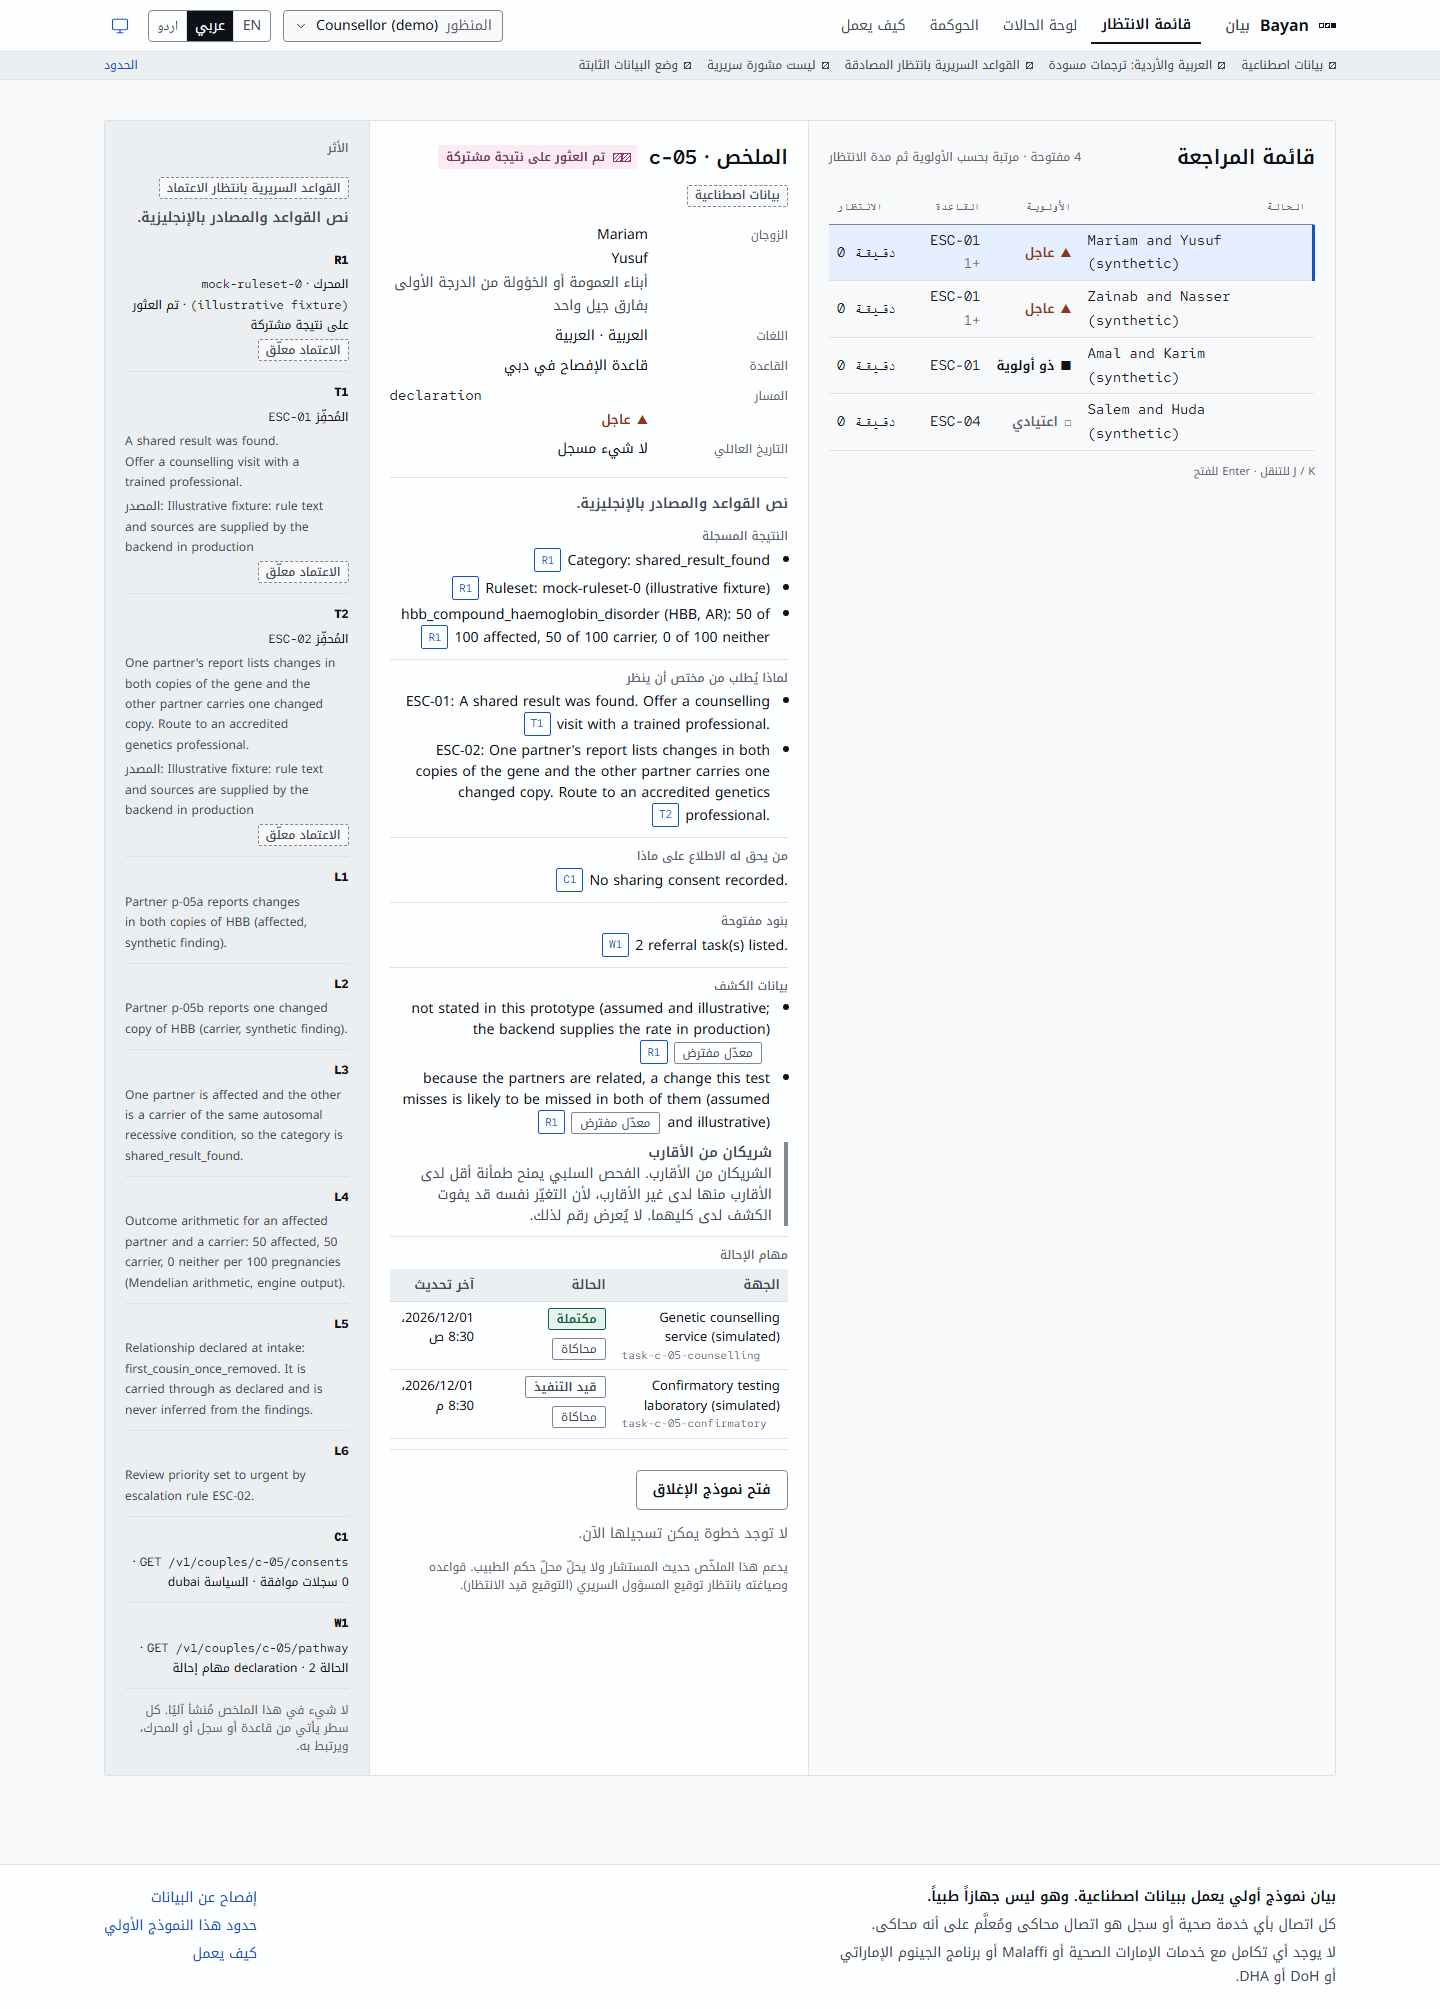 Bayan بيان
قائمة الانتظار
لوحة الحالات
الحوكمة
كيف يعمل
المنظور Counsellor (demo)
EN
عربي
اردو
بيانات اصطناعية
العربية والأردية: ترجمات مسودة
القواعد السريرية بانتظار المصادقة
ليست مشورة سريرية
وضع البيانات الثابتة
الحدود
قائمة المراجعة
4 مفتوحة · مرتبة بحسب الأولوية ثم مدة الانتظار
الحالة الأولوية القاعدة الانتظار
Mariam and Yusuf (synthetic) ▲ عاجل ESC-01 +1 0 دقيقة
Zainab and Nasser (synthetic) ▲ عاجل ESC-01 +1 0 دقيقة
Amal and Karim (synthetic) ■ ذو أولوية ESC-01 0 دقيقة
Salem and Huda (synthetic) □ اعتيادي ESC-04 0 دقيقة
J / K للتنقل · Enter للفتح
الملخص · c-05
تم العثور على نتيجة مشتركة
بيانات اصطناعية
الزوجان
Mariam
Yusuf
أبناء العمومة أو الخؤولة من الدرجة الأولى
بفارق جيل واحد
اللغات
العربية · العربية
القاعدة
قاعدة الإفصاح في دبي
المسار
declaration
▲ عاجل
التاريخ العائلي
لا شيء مسجل
نص القواعد والمصادر بالإنجليزية.
النتيجة المسجلة
Category: shared_result_found R1
Ruleset: mock-ruleset-0 (illustrative fixture) R1
hbb_compound_haemoglobin_disorder (HBB, AR): 50 of
100 affected, 50 of 100 carrier, 0 of 100 neither R1
لماذا يُطلب من مختص أن ينظر
ESC-01: A shared result was found. Offer a counselling
visit with a trained professional. T1
ESC-02: One partner's report lists changes in both
copies of the gene and the other partner carries one
changed copy. Route to an accredited genetics
professional. T2
من يحق له الاطلاع على ماذا
No sharing consent recorded. C1
بنود مفتوحة
2 referral task(s) listed. W1
بيانات الكشف
not stated in this prototype (assumed and illustrative;
the backend supplies the rate in production)
معدّل مفترض R1
because the partners are related, a change this test
misses is likely to be missed in both of them (assumed
and illustrative) معدّل مفترض R1
شريكان من الأقارب
الشريكان من الأقارب. الفحص السلبي يمنح طمأنة أقل لدى
الأقارب منها لدى غير الأقارب، لأن التغيّر نفسه قد يفوت
الكشف لدى كليهما. لا يُعرض رقم لذلك.
مهام الإحالة
الجهة الحالة آخر تحديث
Genetic counselling
service (simulated)
task-c-05-counselling
مكتملة
محاكاة
2026/12/01،
8:30 ص
Confirmatory testing
laboratory (simulated)
task-c-05-confirmatory
قيد التنفيذ
محاكاة
2026/12/01،
8:30 م
فتح نموذج الإغلاق
لا توجد خطوة يمكن تسجيلها الآن.
يدعم هذا الملخّص حديث المستشار ولا يحلّ محلّ حكم الطبيب. قواعده
وصياغته بانتظار توقيع المسؤول السريري (التوقيع قيد الانتظار).
الأثر
القواعد السريرية بانتظار الاعتماد
نص القواعد والمصادر بالإنجليزية.
R1
المحرك · mock-ruleset-0
(illustrative fixture) · تم العثور
على نتيجة مشتركة
الاعتماد معلّق
T1
المُحفِّز ESC-01
A shared result was found.
Offer a counselling visit with a
trained professional.
المصدر: Illustrative fixture: rule text
and sources are supplied by the
backend in production
الاعتماد معلّق
T2
المُحفِّز ESC-02
One partner's report lists changes in
both copies of the gene and the
other partner carries one changed
copy. Route to an accredited
genetics professional.
المصدر: Illustrative fixture: rule text
and sources are supplied by the
backend in production
الاعتماد معلّق
L1
Partner p-05a reports changes
in both copies of HBB (affected,
synthetic finding).
L2
Partner p-05b reports one changed
copy of HBB (carrier, synthetic finding).
L3
One partner is affected and the other
is a carrier of the same autosomal
recessive condition, so the category is
shared_result_found.
L4
Outcome arithmetic for an affected
partner and a carrier: 50 affected, 50
carrier, 0 neither per 100 pregnancies
(Mendelian arithmetic, engine output).
L5
Relationship declared at intake:
first_cousin_once_removed. It is
carried through as declared and is
never inferred from the findings.
L6
Review priority set to urgent by
escalation rule ESC-02.
C1
GET /v1/couples/c-05/consents ·
0 سجلات موافقة · السياسة dubai
W1
GET /v1/couples/c-05/pathway ·
الحالة declaration · 2 مهام إحالة
لا شيء في هذا الملخص مُنشأ آليًا. كل
سطر يأتي من قاعدة أو سجل أو المحرك،
ويرتبط به.
بيان نموذج أولي يعمل ببيانات اصطناعية. وهو ليس جهازاً طبياً.
كل اتصال بأي خدمة صحية أو سجل هو اتصال محاكى ومُعلَّم على أنه محاكى.
لا يوجد أي تكامل مع خدمات الإمارات الصحية أو Malaffi أو برنامج الجينوم الإماراتي
أو DoH أو DHA.
إفصاح عن البيانات
حدود هذا النموذج الأولي
كيف يعمل